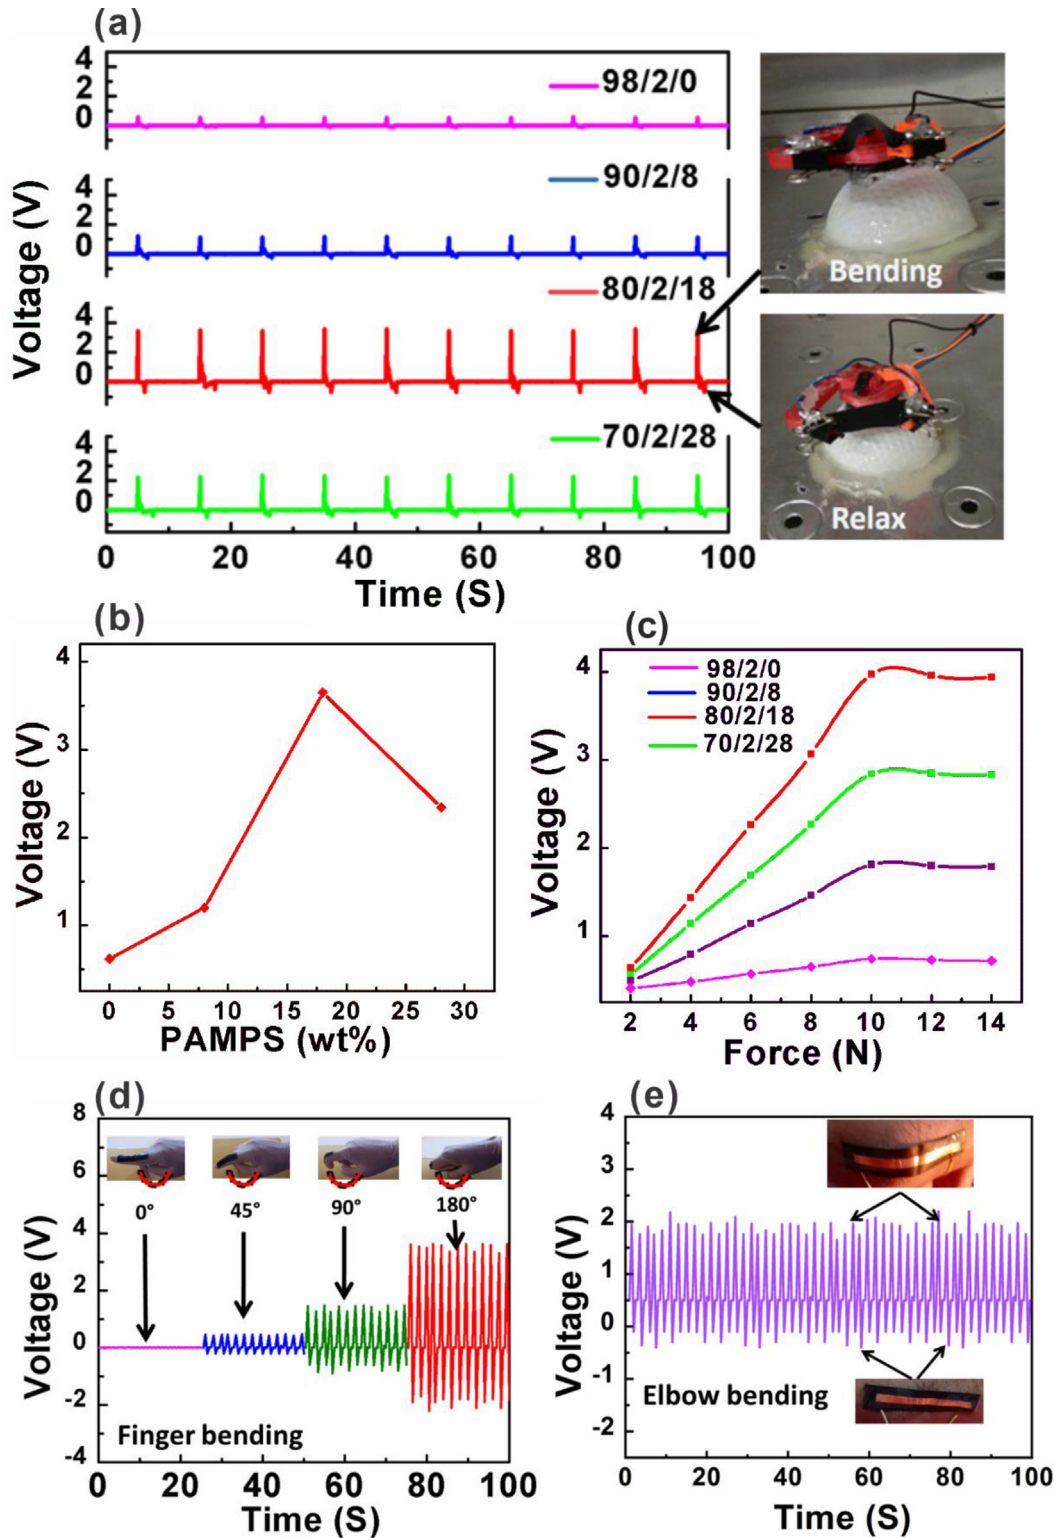 (a)
4
2
0
98/2/0
4
2
0
90/2/8
4
2
0
80/2/18
4
2
0
70/2/28
Voltage (V)
0 20 40 60 80 100
Time (S)
Bending
Relax
(b)
4
3
2
1
Voltage (V)
0 5 10 15 20 25 30
PAMPS (wt%)
(c)
98/2/0
90/2/8
80/2/18
70/2/28
4
3
2
1
Voltage (V)
2 4 6 8 10 12 14
Force (N)
(d)
8
6
4
2
0
-2
-4
Voltage (V)
0° 45° 90° 180°
Finger bending
0 20 40 60 80 100
Time (S)
(e)
4
3
2
1
0
-1
-2
Voltage (V)
Elbow bending
0 20 40 60 80 100
Time (S)